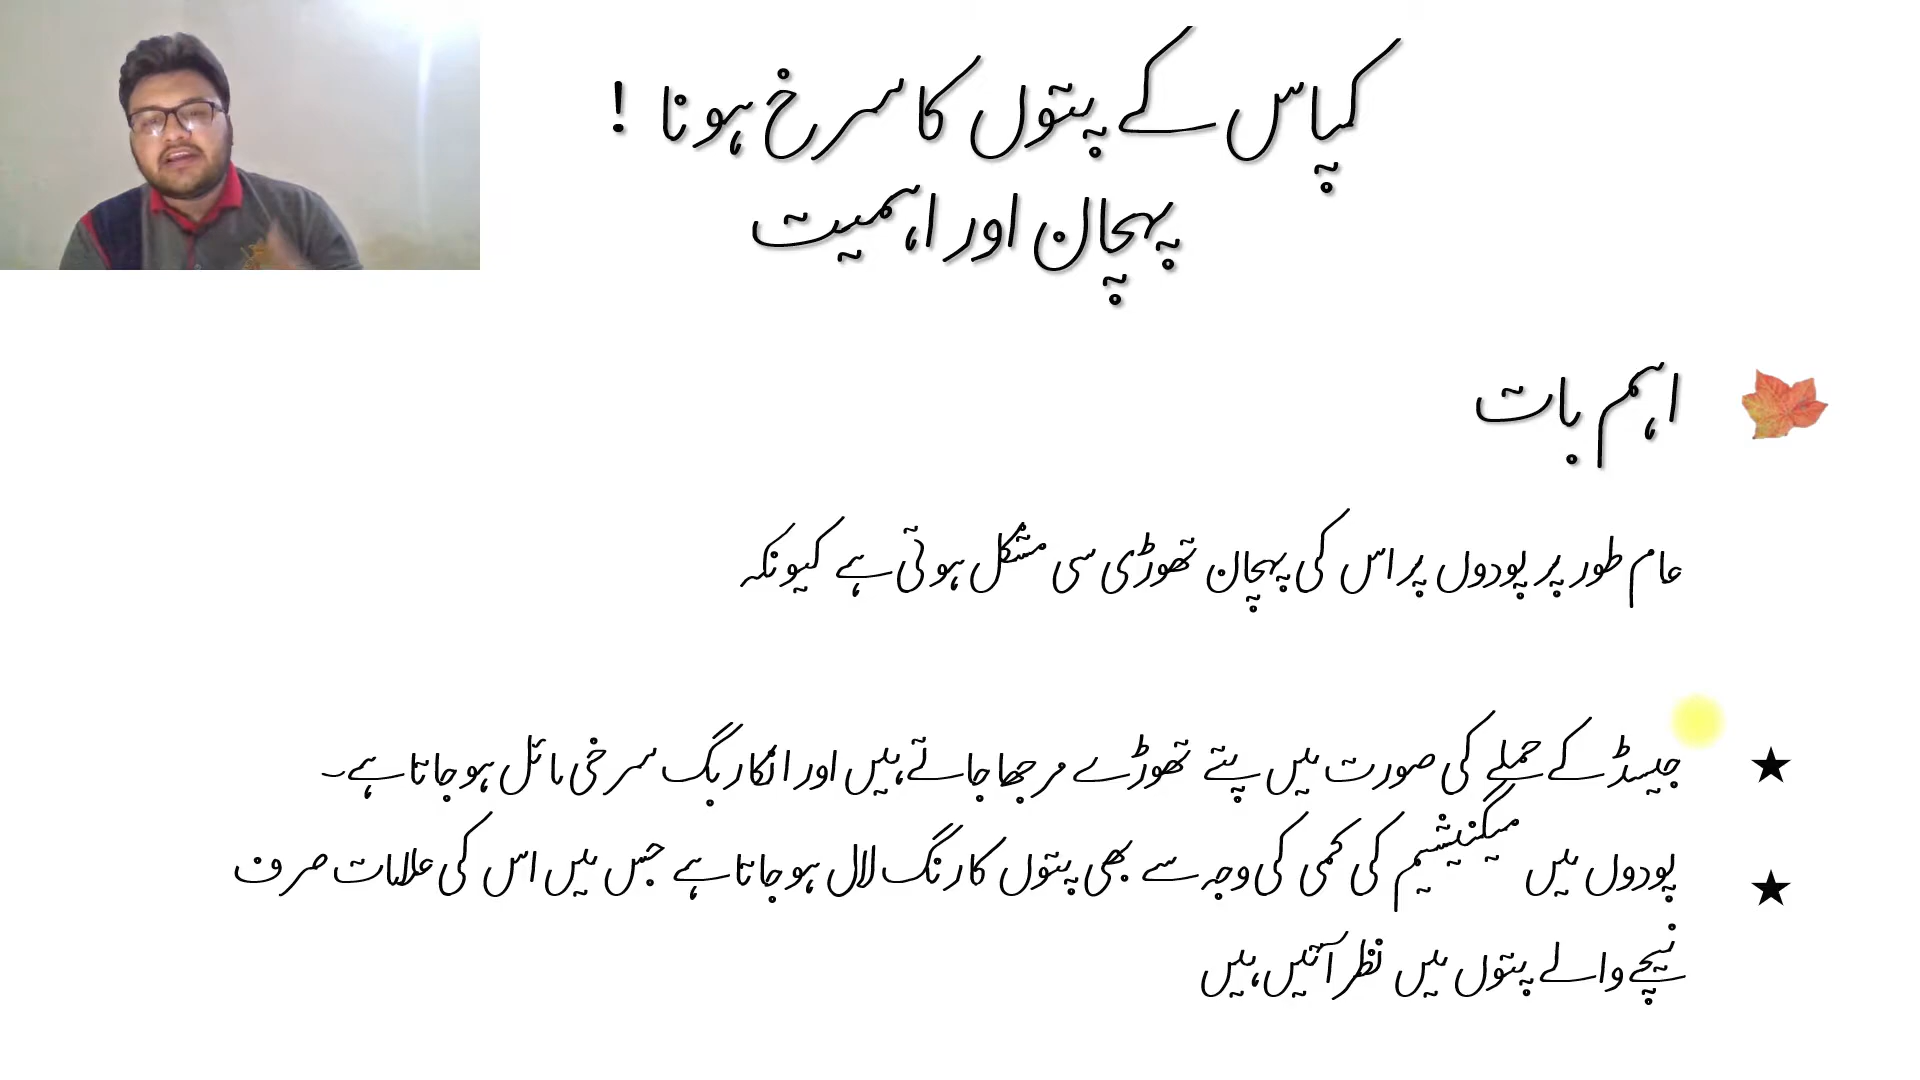 کپاس کے پتوں کا سرخ ہونا !
پہچان اور اہمیت
اہم بات
عام طور پر پودوں پر اس کی پہچان تھوڑی سی مشکل ہوتی ہے کیونکہ
جیسڈ کے حملے کی صورت میں پتے تھوڑے مرجھا جاتے ہیں اور انکا رنگ سرخی مائل ہو جاتا ہے۔
پودوں میں میگنیشیم کی کمی کی وجہ سے بھی پتوں کا رنگ لال ہو جاتا ہے جس میں اس کی علامات صرف
نیچے والے پتوں میں نظر آتیں ہیں